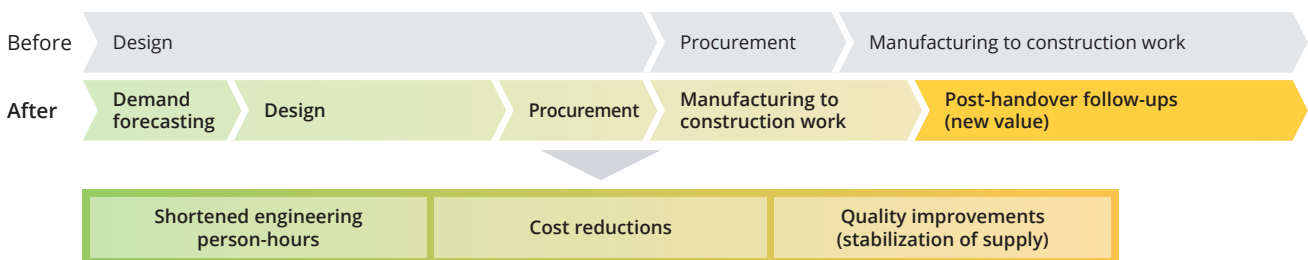 Before
Design
Procurement
Manufacturing to construction work
After
Demand
forecasting
Design
Procurement
Manufacturing to
construction work
Post-handover follow-ups
(new value)
Shortened engineering
person-hours
Cost reductions
Quality improvements
(stabilization of supply)